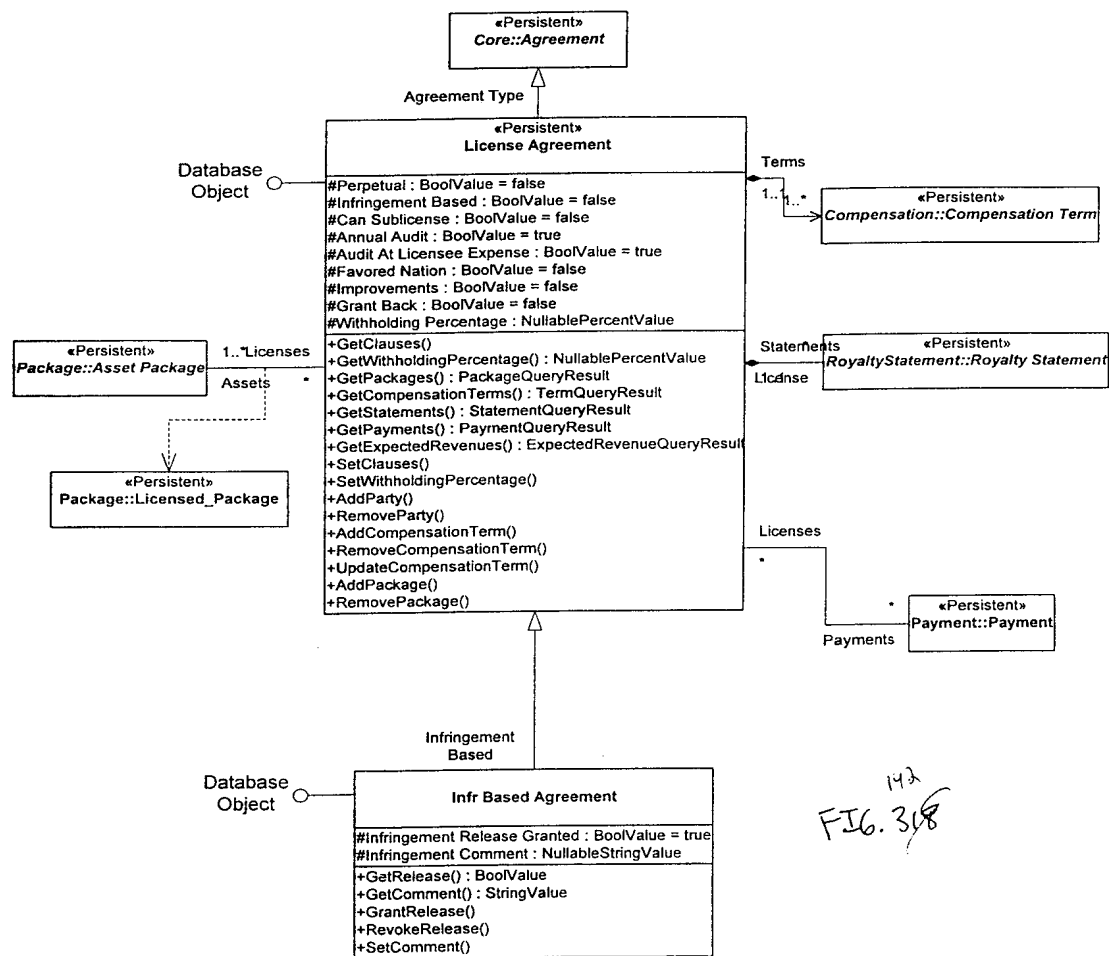 «Persistent»
Core::Agreement
Agreement Type
«Persistent»
License Agreement
Database
Object
#Perpetual : BoolValue = false
#Infringement Based : BoolValue = false
#Can Sublicense : BoolValue = false
#Annual Audit : BoolValue = true
#Audit At Licensee Expense : BoolValue = true
#Favored Nation : BoolValue = false
#Improvements : BoolValue = false
#Grant Back : BoolValue = false
#Withholding Percentage : NullablePercentValue
+GetClauses()
+GetWithholdingPercentage() : NullablePercentValue
+GetPackages() : PackageQueryResult
+GetCompensationTerms() : TermQueryResult
+GetStatements() : StatementQueryResult
+GetPayments() : PaymentQueryResult
+GetExpectedRevenues() : ExpectedRevenueQueryResult
+SetClauses()
+SetWithholdingPercentage()
+AddParty()
+RemoveParty()
+AddCompensationTerm()
+RemoveCompensationTerm()
+UpdateCompensationTerm()
+AddPackage()
+RemovePackage()
Terms
1..*
«Persistent»
Compensation::Compensation Term
«Persistent»
Package::Asset Package
1..*Licenses
Assets
*
«Persistent»
Package::Licensed_Package
Statements
License
«Persistent»
RoyaltyStatement::Royalty Statement
Licenses
*
*
Payments
«Persistent»
Payment::Payment
Infringement
Based
Database
Object
Infr Based Agreement
#Infringement Release Granted : BoolValue = true
#Infringement Comment : NullableStringValue
+GetRelease() : BoolValue
+GetComment() : StringValue
+GrantRelease()
+RevokeRelease()
+SetComment()
142
FIG. 318